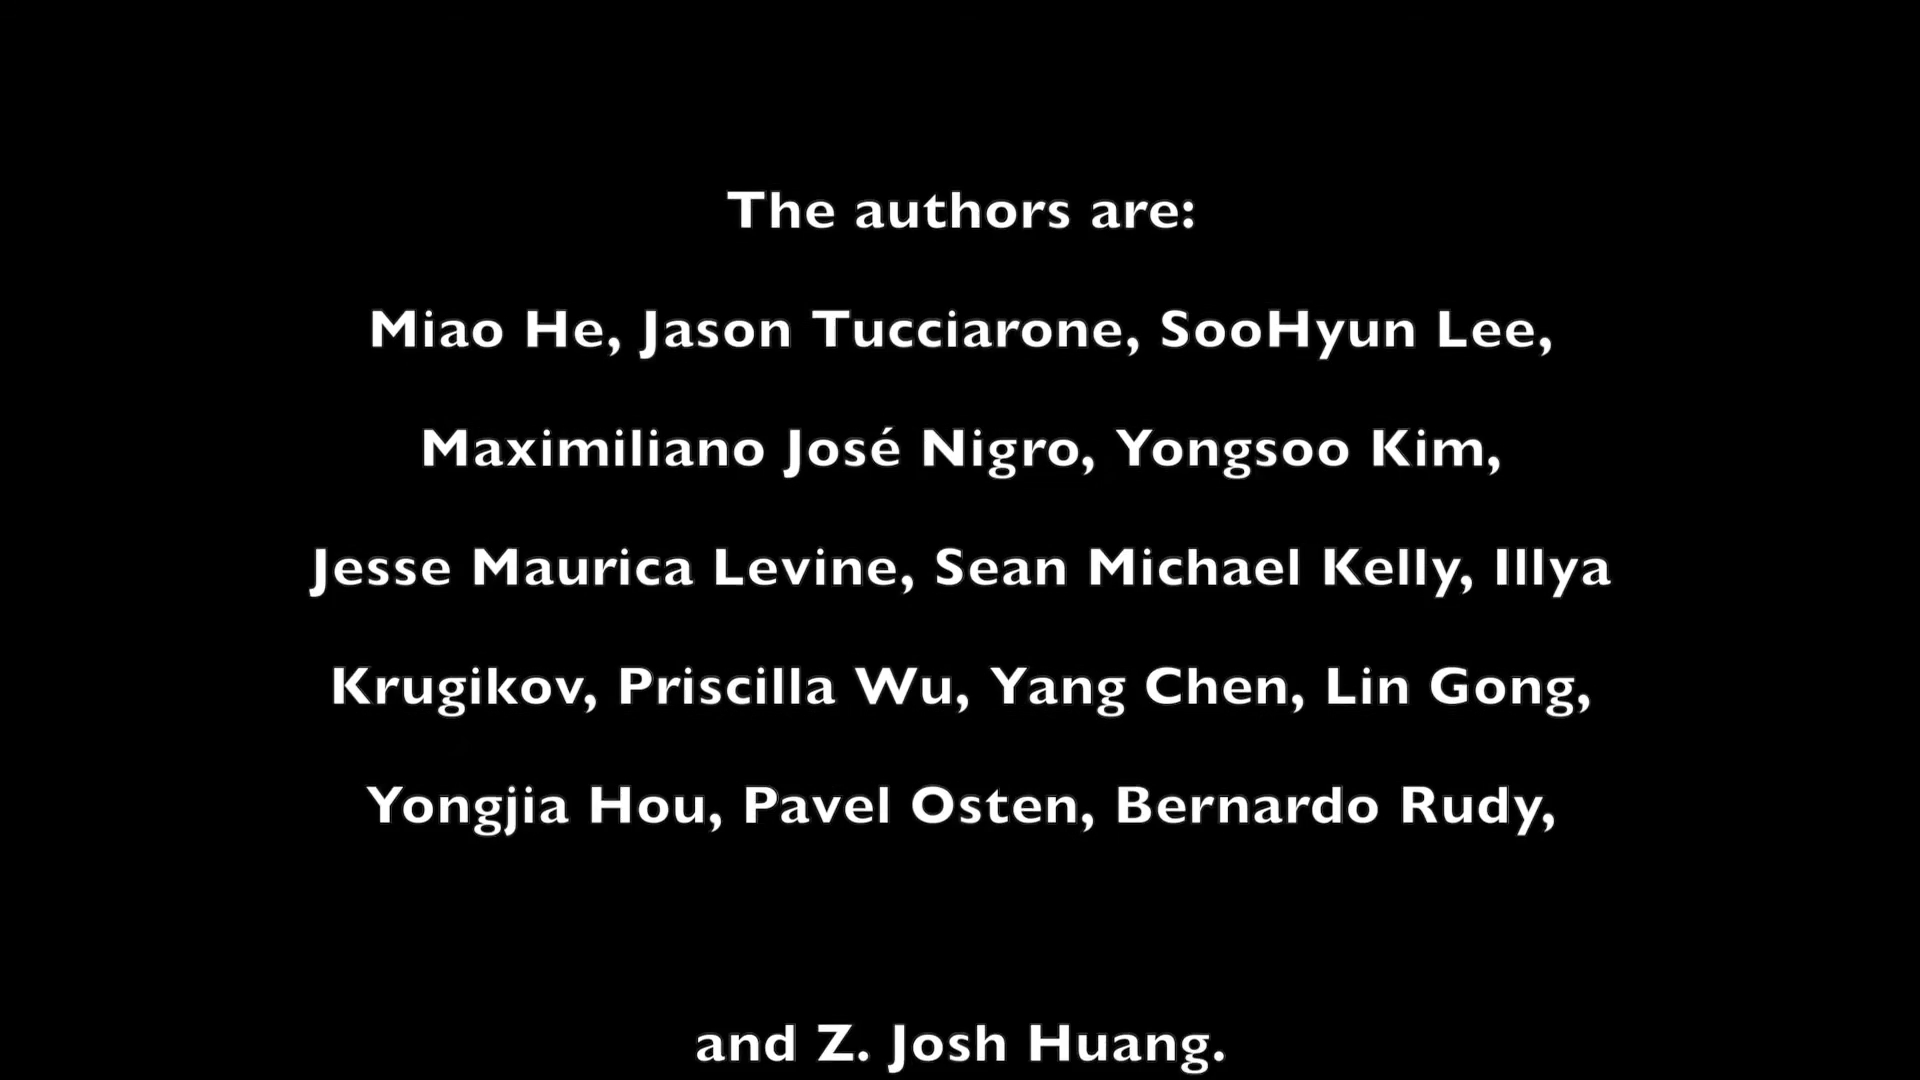 The authors are:
Miao He, Jason Tucciarone, SooHyun Lee,
Maximiliano José Nigro, Yongsoo Kim,
Jesse Maurica Levine, Sean Michael Kelly, Illya
Krugikov, Priscilla Wu, Yang Chen, Lin Gong,
Yongjia Hou, Pavel Osten, Bernardo Rudy,
and Z. Josh Huang.